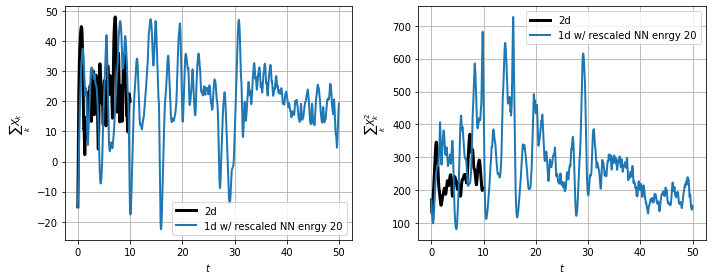 50
40
30
20
10
0
−10
−20
∑ₖ Xₖ
0 10 20 30 40 50
t
2d
1d w/ rescaled NN enrgy 20
700
600
500
400
300
200
100
∑ₖ Xₖ²
0 10 20 30 40 50
t
2d
1d w/ rescaled NN enrgy 20